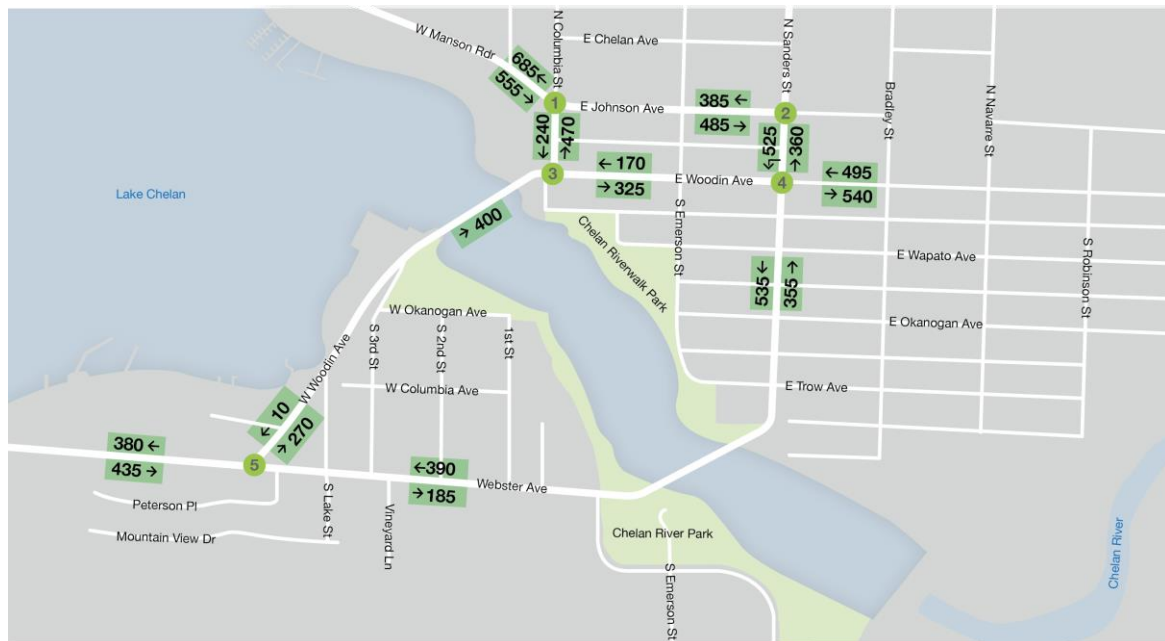 N Columbia St
N Sanders St
E Chelan Ave
W Manson Rdr
685←
555→
1
E Johnson Ave
385 ←
485 →
2
Bradley St
N Navarre St
←240
→470
←525
→360
3
← 170
→ 325
E Woodin Ave
4
← 495
→ 540
Lake Chelan
→ 400
S Emerson St
Chelan Riverwalk Park
E Wapato Ave
S Robinson St
535 ←
355 →
W Okanogan Ave
E Okanogan Ave
W Woodin Ave
S 3rd St
S 2nd St
1st St
W Columbia Ave
E Trow Ave
← 10
→ 270
380 ←
435 →
5
←390
→185
Webster Ave
Peterson Pl
S Lake St
Vineyard Ln
Mountain View Dr
Chelan River Park
S Emerson St
Chelan River